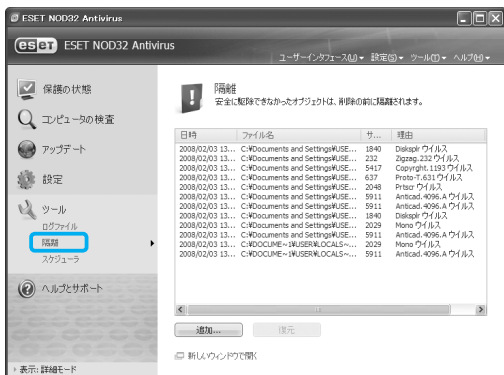 ESET NOD32 Antivirus
eseT ESET NOD32 Antivirus
ユーザーインタフェース(U) 設定(S) ツール(T) ヘルプ(H)
保護の状態
コンピュータの検査
アップデート
設定
ツール
ログファイル
隔離
スケジューラ
ヘルプとサポート
表示: 詳細モード
隔離
安全に駆除できなかったオブジェクトは、削除の前に隔離されます。
日時 ファイル名 サ... 理由
2008/02/03 13... C:¥Documents and Settings¥USE... 1840 Diskspir ウイルス
2008/02/03 13... C:¥Documents and Settings¥USE... 232 Zigzag.232 ウイルス
2008/02/03 13... C:¥Documents and Settings¥USE... 5417 Copyrght.1193 ウイルス
2008/02/03 13... C:¥Documents and Settings¥USE... 637 Proto-T.631 ウイルス
2008/02/03 13... C:¥Documents and Settings¥USE... 2048 Prtscr ウイルス
2008/02/03 13... C:¥Documents and Settings¥USE... 5911 Anticad.4096.A ウイルス
2008/02/03 13... C:¥Documents and Settings¥USE... 5911 Anticad.4096.A ウイルス
2008/02/03 13... C:¥Documents and Settings¥USE... 1840 Diskspir ウイルス
2008/02/03 13... C:¥Documents and Settings¥USE... 2029 Mono ウイルス
2008/02/03 13... C:¥Documents and Settings¥USE... 5911 Anticad.4096.A ウイルス
2008/02/03 13... C:¥DOCUME~1¥USER¥LOCALS~... 2029 Mono ウイルス
2008/02/03 13... C:¥DOCUME~1¥USER¥LOCALS~... 5911 Anticad.4096.A ウイルス
追加... 復元
新しいウィンドウで開く